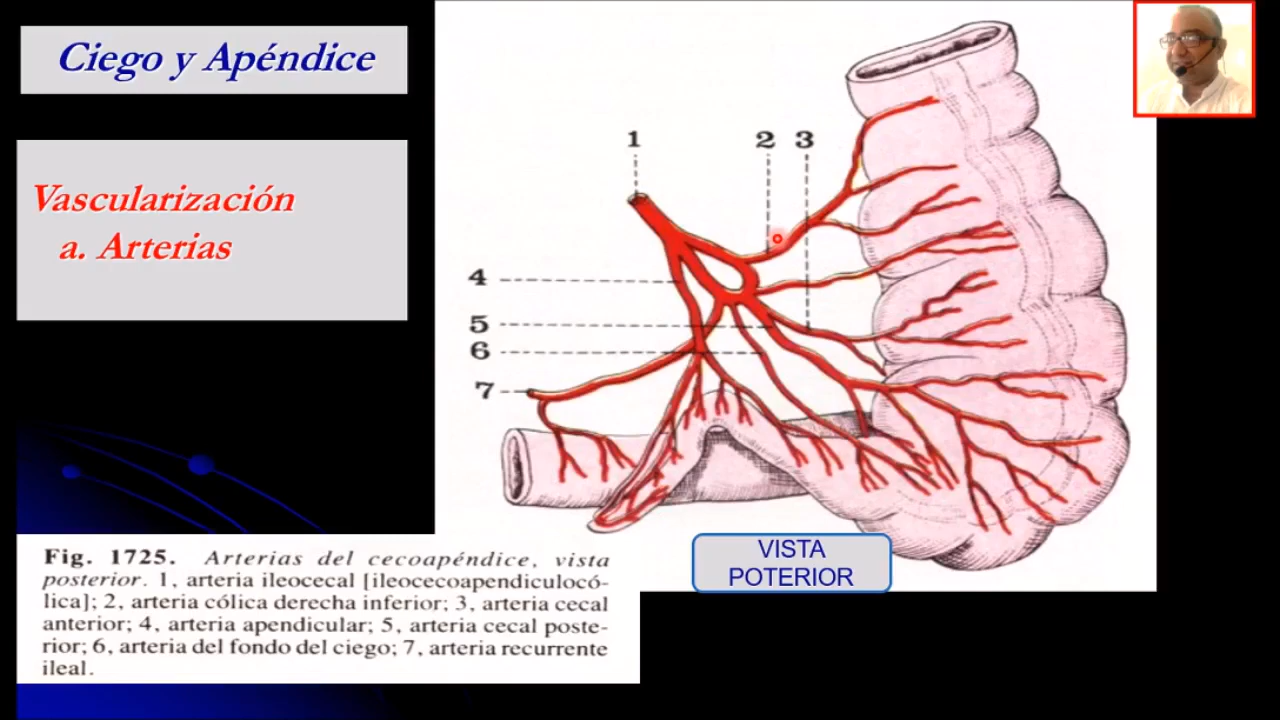 Ciego y Apéndice
Vascularización
a. Arterias
1
2
3
4
5
6
7
VISTA
POTERIOR
Fig. 1725. Arterias del cecoapéndice, vista
posterior. 1, arteria ileocecal [ileocecoapendiculocó-
lica]; 2, arteria cólica derecha inferior; 3, arteria cecal
anterior; 4, arteria apendicular; 5, arteria cecal poste-
rior; 6, arteria del fondo del ciego; 7, arteria recurrente
ileal.